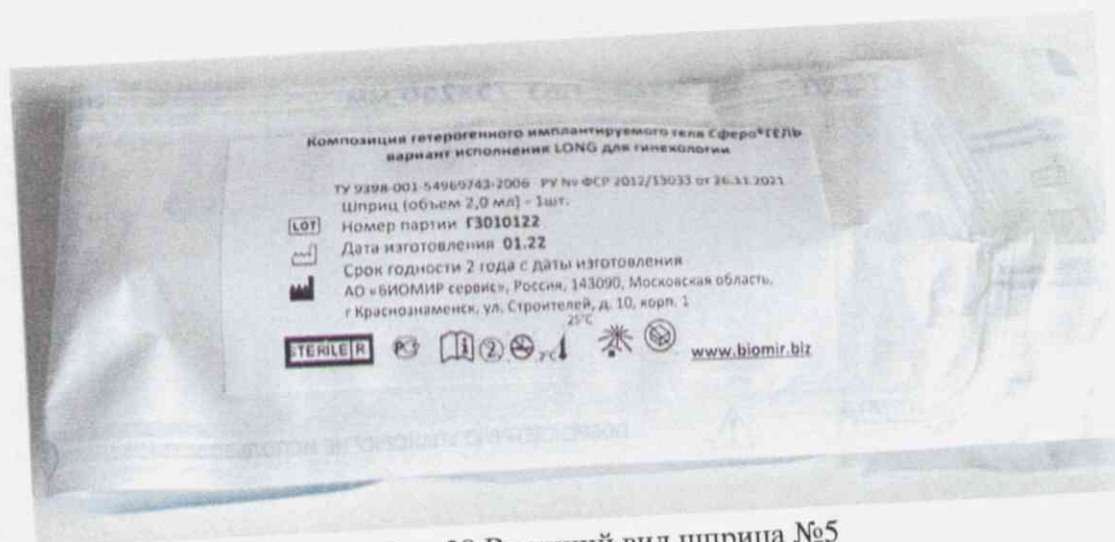 Композиция гетерогенного имплантируемого геля Сферо®ГЕЛЬ
вариант исполнения LONG для гинекологии
ТУ 9398-001-54969743-2006 РУ № ФСР 2012/13033 от 26.11.2021
Шприц (объем 2,0 мл) - 1шт.
LOT Номер партии Г3010122
Дата изготовления 01.22
Срок годности 2 года с даты изготовления
АО «БИОМИР сервис», Россия, 143090, Московская область,
г Краснознаменск, ул. Строителей, д. 10, корп. 1
25°C
STERILE R 2 2°C www.biomir.biz
вид шприца №5